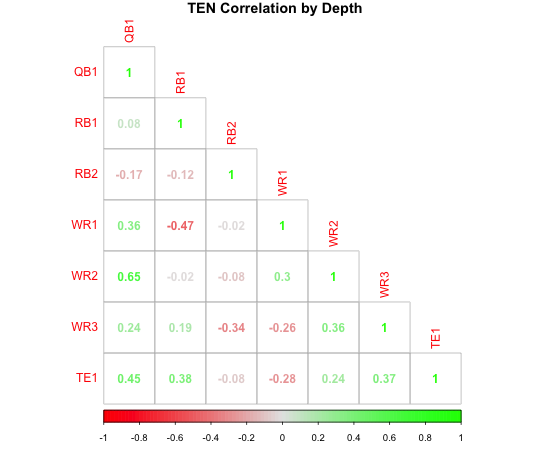 TEN Correlation by Depth
QB1
QB1 1 RB1
RB1 0.08 1 RB2
RB2 -0.17 -0.12 1 WR1
WR1 0.36 -0.47 -0.02 1 WR2
WR2 0.65 -0.02 -0.08 0.3 1 WR3
WR3 0.24 0.19 -0.34 -0.26 0.36 1 TE1
TE1 0.45 0.38 -0.08 -0.28 0.24 0.37 1
-1 -0.8 -0.6 -0.4 -0.2 0 0.2 0.4 0.6 0.8 1